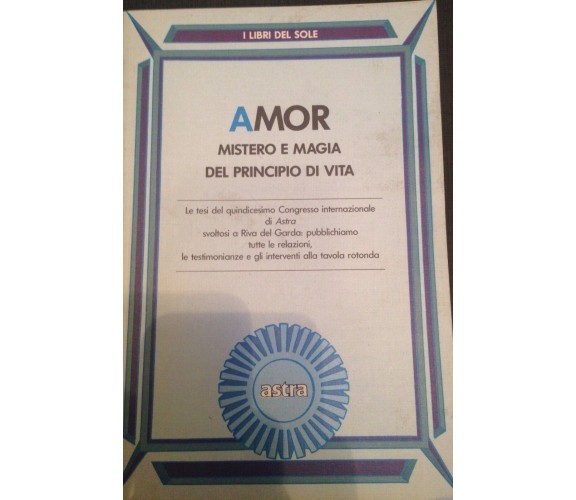 I LIBRI DEL SOLE
AMOR
MISTERO E MAGIA
DEL PRINCIPIO DI VITA
Le tesi del quindicesimo Congresso internazionale
di Astra
svoltosi a Riva del Garda: pubblichiamo
tutte le relazioni,
le testimonianze e gli interventi alla tavola rotonda
astra